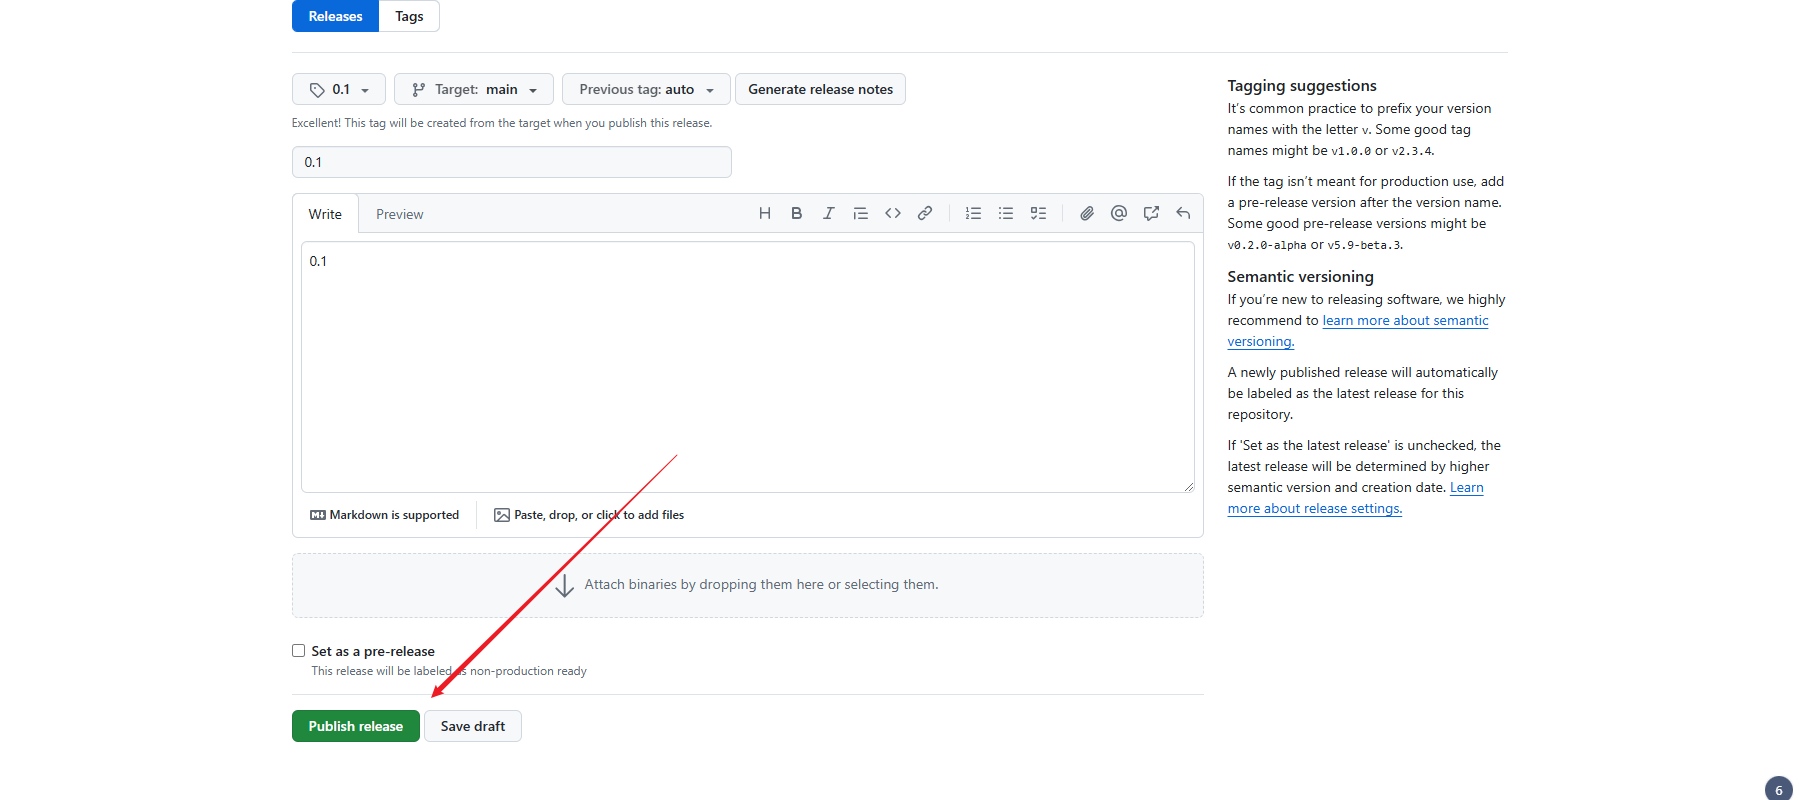 Releases Tags
0.1 Target: main Previous tag: auto Generate release notes
Excellent! This tag will be created from the target when you publish this release.
0.1
Write Preview
0.1
Markdown is supported Paste, drop, or click to add files
Attach binaries by dropping them here or selecting them.
Set as a pre-release
This release will be labeled as non-production ready
Publish release Save draft
Tagging suggestions
It's common practice to prefix your version
names with the letter v. Some good tag
names might be v1.0.0 or v2.3.4.
If the tag isn't meant for production use, add
a pre-release version after the version name.
Some good pre-release versions might be
v0.2.0-alpha or v5.9-beta.3.
Semantic versioning
If you're new to releasing software, we highly
recommend to learn more about semantic
versioning.
A newly published release will automatically
be labeled as the latest release for this
repository.
If 'Set as the latest release' is unchecked, the
latest release will be determined by higher
semantic version and creation date. Learn
more about release settings.
6